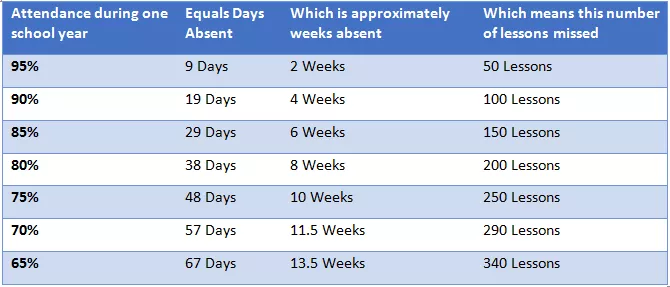 Attendance during one school year | Equals Days Absent | Which is approximately weeks absent | Which means this number of lessons missed
95% | 9 Days | 2 Weeks | 50 Lessons
90% | 19 Days | 4 Weeks | 100 Lessons
85% | 29 Days | 6 Weeks | 150 Lessons
80% | 38 Days | 8 Weeks | 200 Lessons
75% | 48 Days | 10 Weeks | 250 Lessons
70% | 57 Days | 11.5 Weeks | 290 Lessons
65% | 67 Days | 13.5 Weeks | 340 Lessons